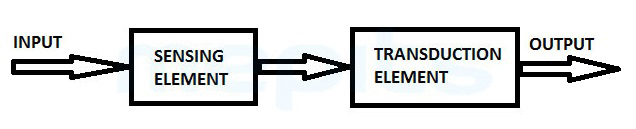 INPUT
SENSING
ELEMENT
TRANSDUCTION
ELEMENT
OUTPUT